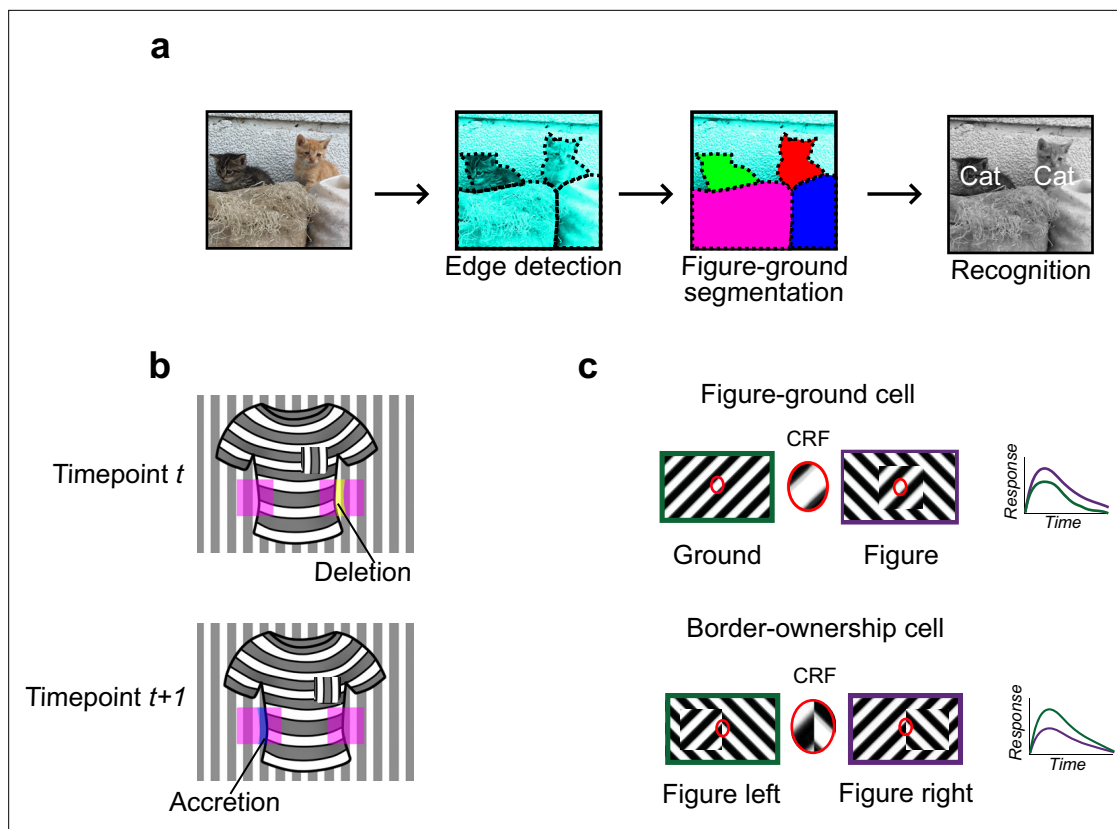 a
Cat Cat
Edge detection
Figure-ground
segmentation
Recognition
b
Timepoint t
Deletion
Timepoint t+1
Accretion
c
Figure-ground cell
CRF
Ground
Figure
Response
Time
Border-ownership cell
CRF
Figure left
Figure right
Response
Time